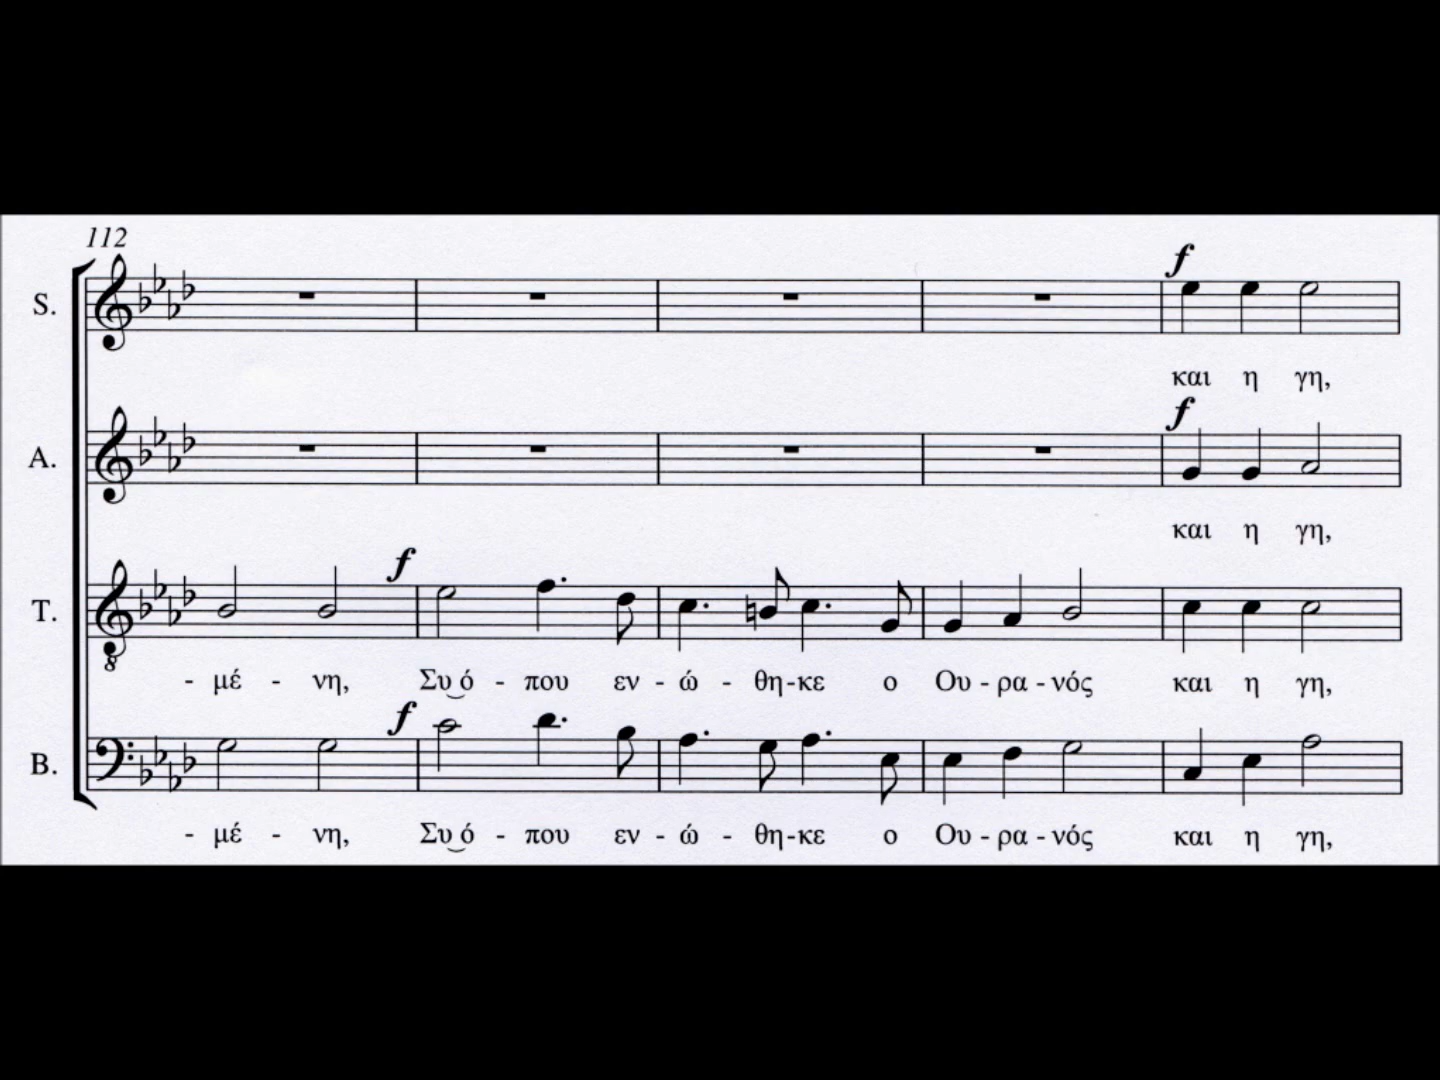 112
f
S.
και η γη,
f
A.
και η γη,
f
T.
- μέ - νη, Συ‿ό - που εν - ώ - θη-κε ο Ου - ρα - νός και η γη,
f
B.
- μέ - νη, Συ‿ό - που εν - ώ - θη-κε ο Ου - ρα - νός και η γη,